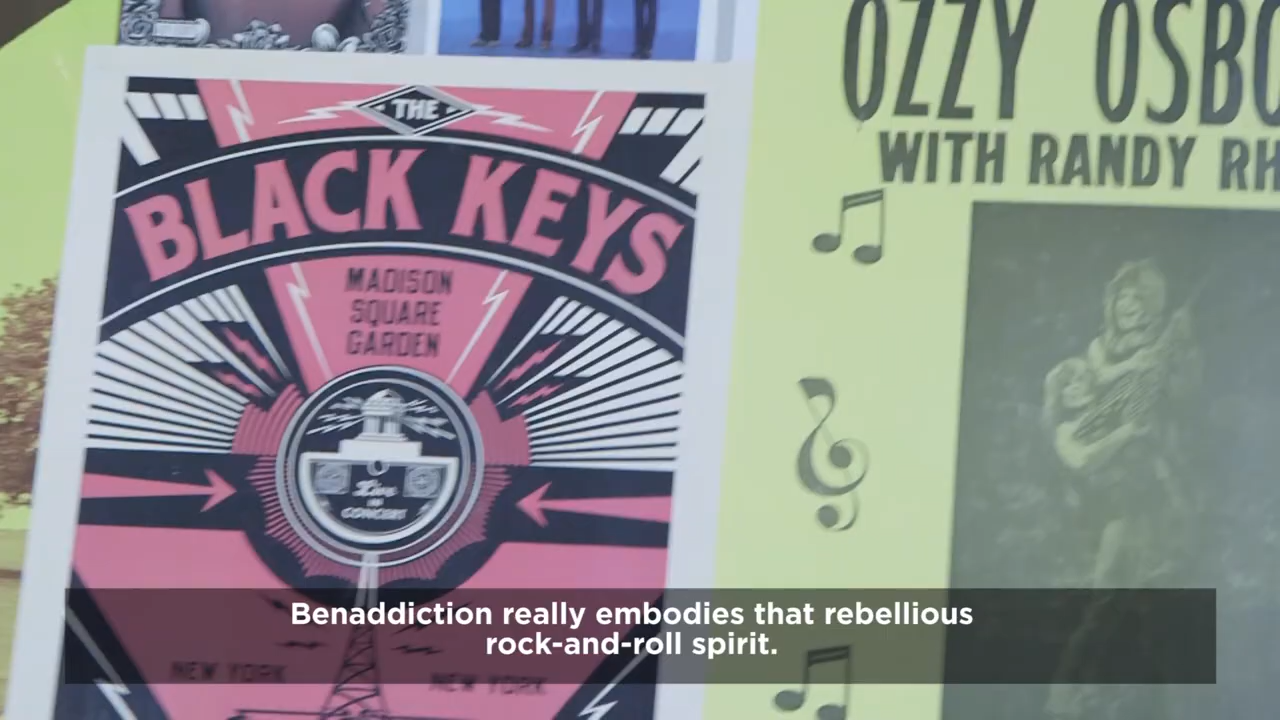 THE
BLACK KEYS
MADISON
SQUARE
GARDEN
Live
IN
CONCERT
NEW YORK NEW YORK
OZZY OSBO
WITH RANDY RH
Benaddiction really embodies that rebellious
rock-and-roll spirit.